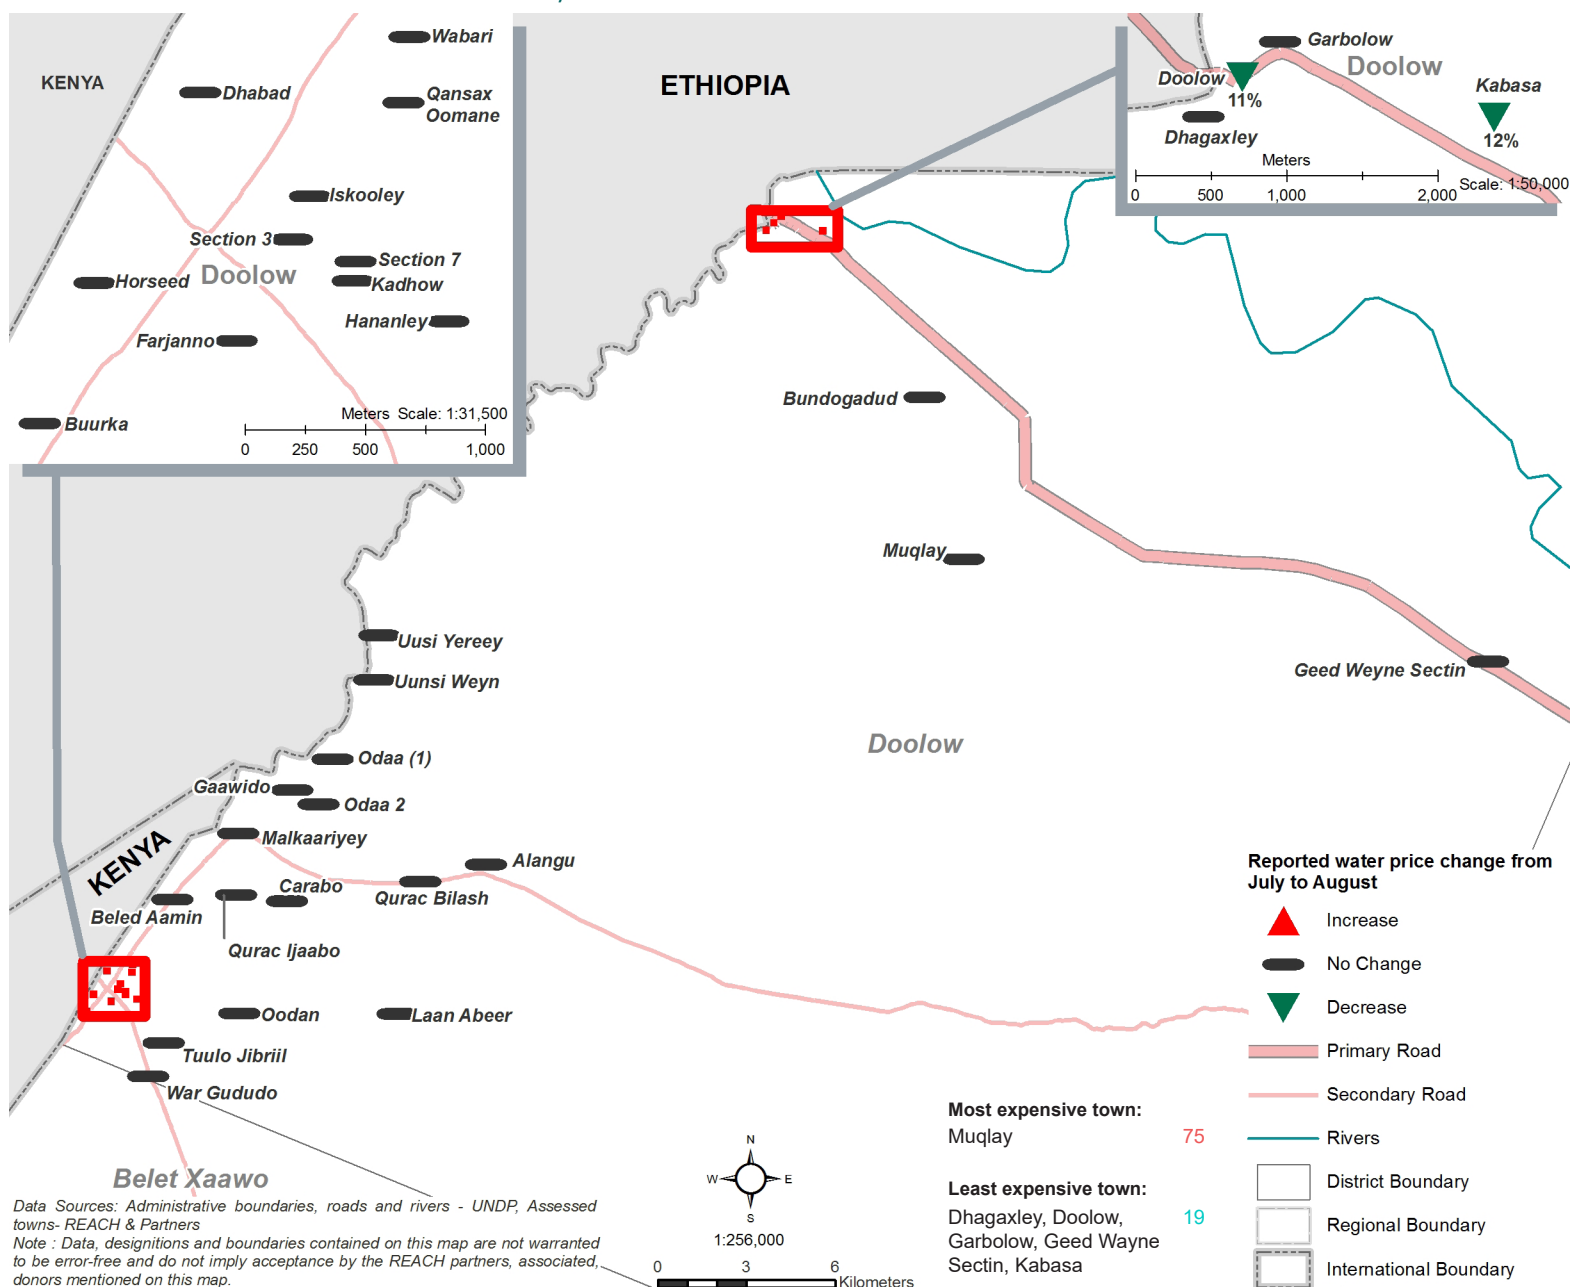 KENYA
Wabari
Dhabad
Qansax
Oomane
Iskooley
Section 3
Section 7
Doolow
Horseed
Kadhow
Hananley
Farjanno
Buurka
Meters Scale: 1:31,500
0 250 500 1,000
ETHIOPIA
Garbolow
Doolow
Doolow
Kabasa
11%
12%
Dhagaxley
Meters
Scale: 1:50,000
0 500 1,000 2,000
Bundogadud
Muqlay
Uusi Yereey
Uunsi Weyn
Geed Weyne Sectin
Doolow
Odaa (1)
Gaawido
Odaa 2
Malkaariyey
KENYA
Alangu
Carabo
Qurac Bilash
Beled Aamin
Qurac Ijaabo
Oodan
Laan Abeer
Tuulo Jibriil
War Gududo
Belet Xaawo
Reported water price change from
July to August
Increase
No Change
Decrease
Primary Road
Secondary Road
Rivers
District Boundary
Regional Boundary
International Boundary
Most expensive town:
Muqlay 75
Least expensive town:
Dhagaxley, Doolow, 19
Garbolow, Geed Wayne
Sectin, Kabasa
N
W E
S
1:256,000
0 3 6
Kilometers
Data Sources: Administrative boundaries, roads and rivers - UNDP, Assessed
towns- REACH & Partners
Note : Data, designitions and boundaries contained on this map are not warranted
to be error-free and do not imply acceptance by the REACH partners, associated,
donors mentioned on this map.